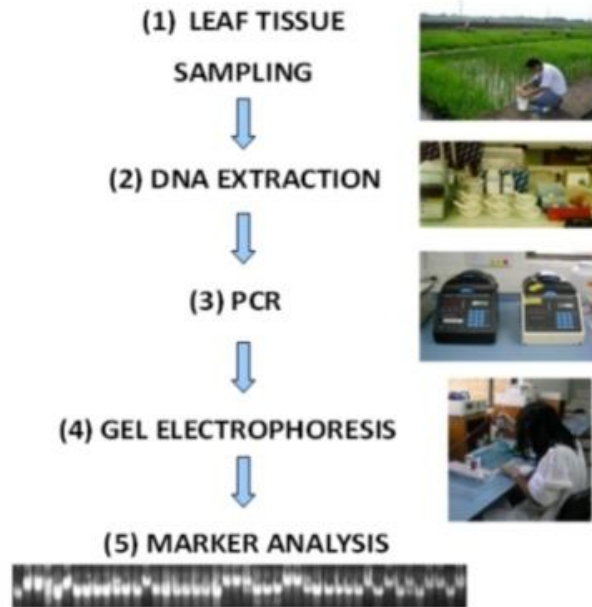 (1) LEAF TISSUE
SAMPLING
(2) DNA EXTRACTION
(3) PCR
(4) GEL ELECTROPHORESIS
(5) MARKER ANALYSIS